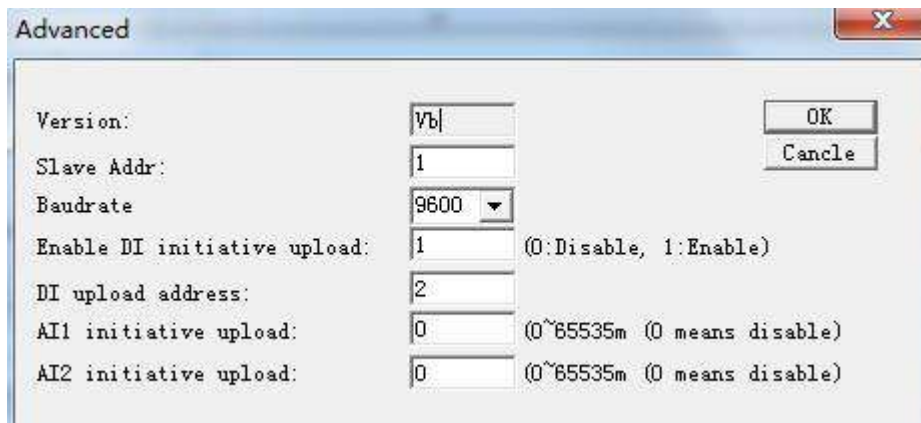 Advanced
Version: Vb OK
Slave Addr: 1 Cancle
Baudrate 9600
Enable DI initiative upload: 1 (0:Disable, 1:Enable)
DI upload address: 2
AI1 initiative upload: 0 (0~65535m (0 means disable)
AI2 initiative upload: 0 (0~65535m (0 means disable)